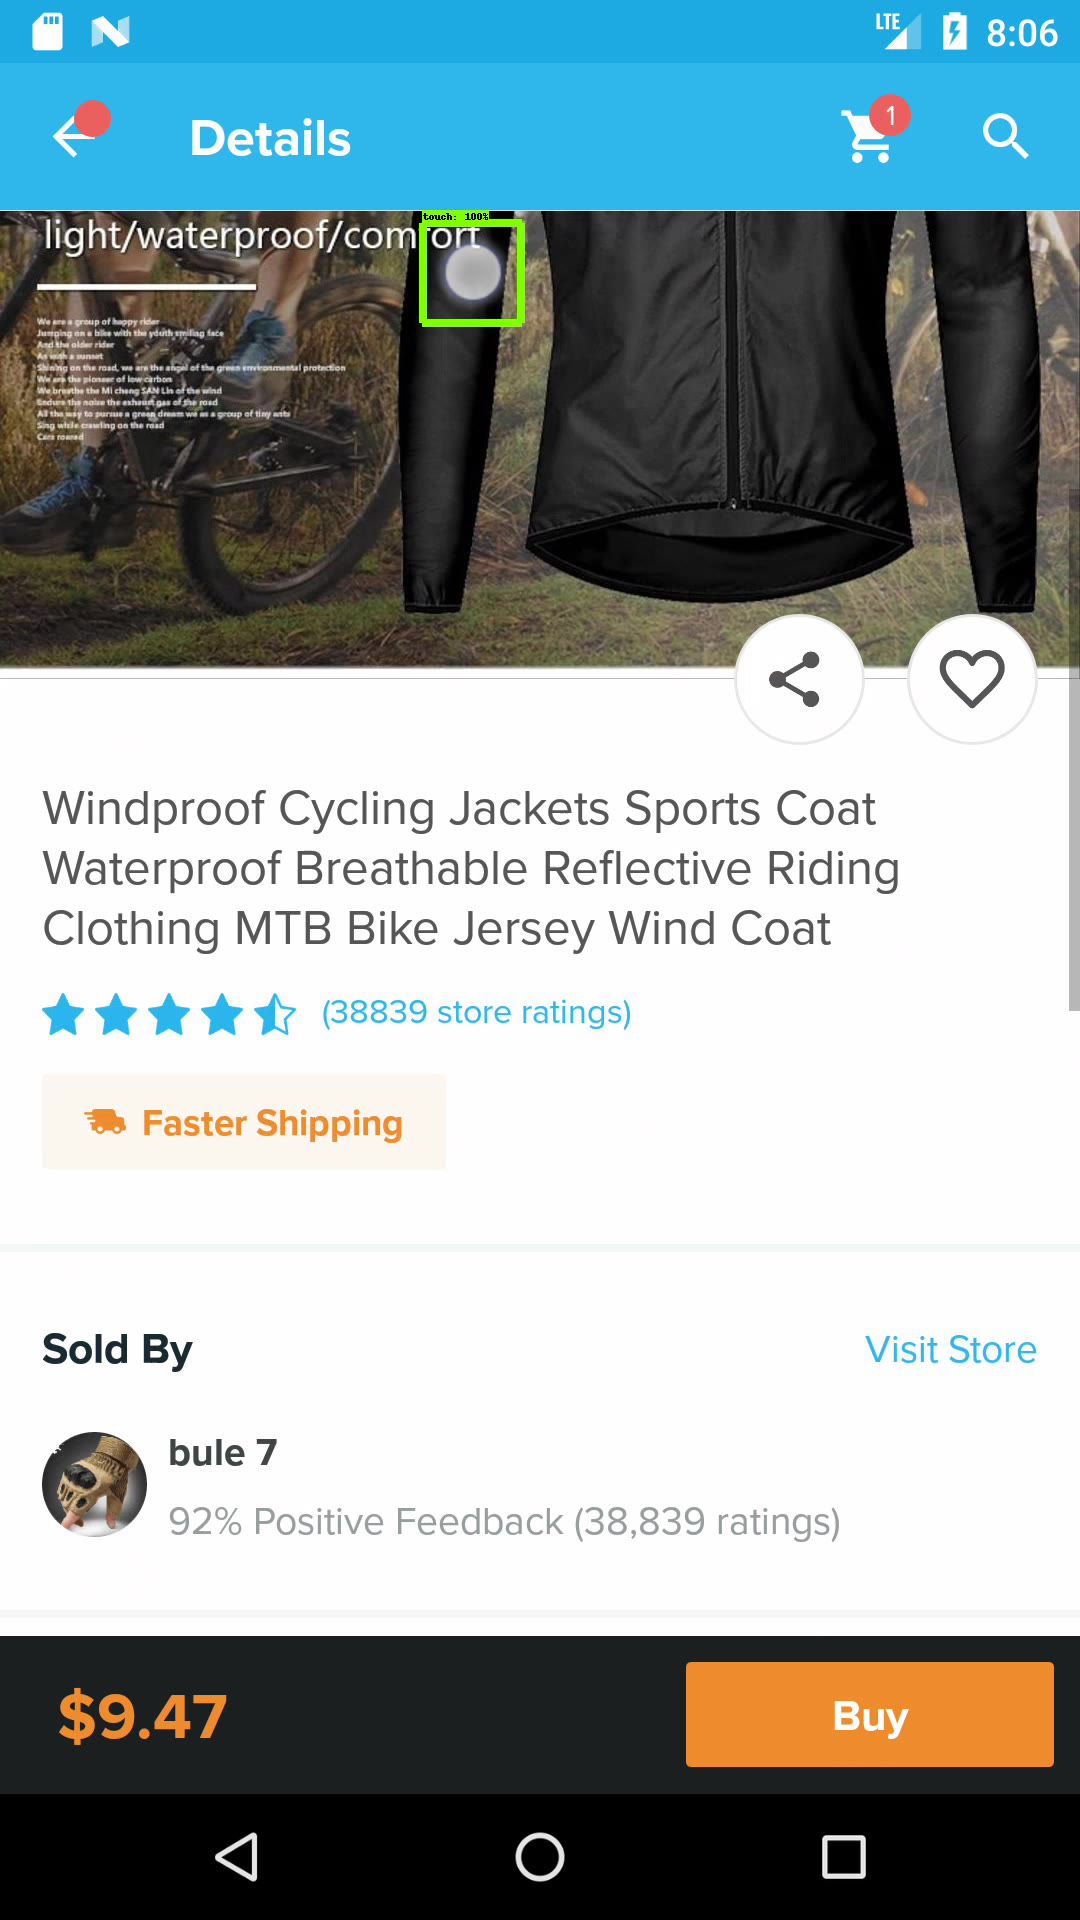 LTE 8:06
Details
1
touch: 100%
light/waterproof/comfort
We are a group of happy rider
Jumping on a bike with the youth smiling face
And the older rider
As with a sunset
Shining on the road, we are the angel of the green environmental protection
We are the pioneer of low carbon
We breathe the Mi cheng SAN Lin of the wind
Endure the noise the exhaust gas of the road
All the way to pursue a green dream we as a group of tiny ants
Sing while crawling on the road
Cars roared
Windproof Cycling Jackets Sports Coat
Waterproof Breathable Reflective Riding
Clothing MTB Bike Jersey Wind Coat
(38839 store ratings)
Faster Shipping
Sold By
Visit Store
bule 7
92% Positive Feedback (38,839 ratings)
$9.47
Buy